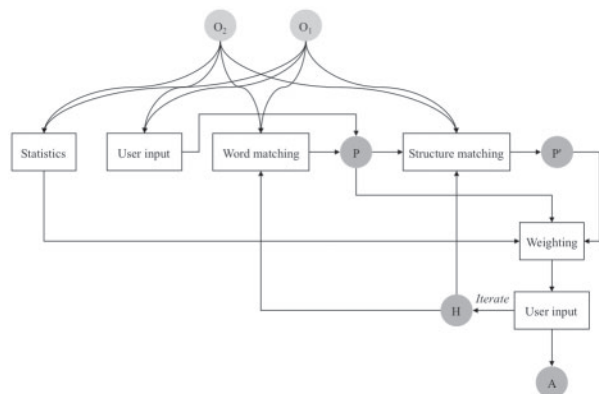 O₂
O₁
Statistics
User input
Word matching
P
Structure matching
P'
Weighting
H
Iterate
User input
A